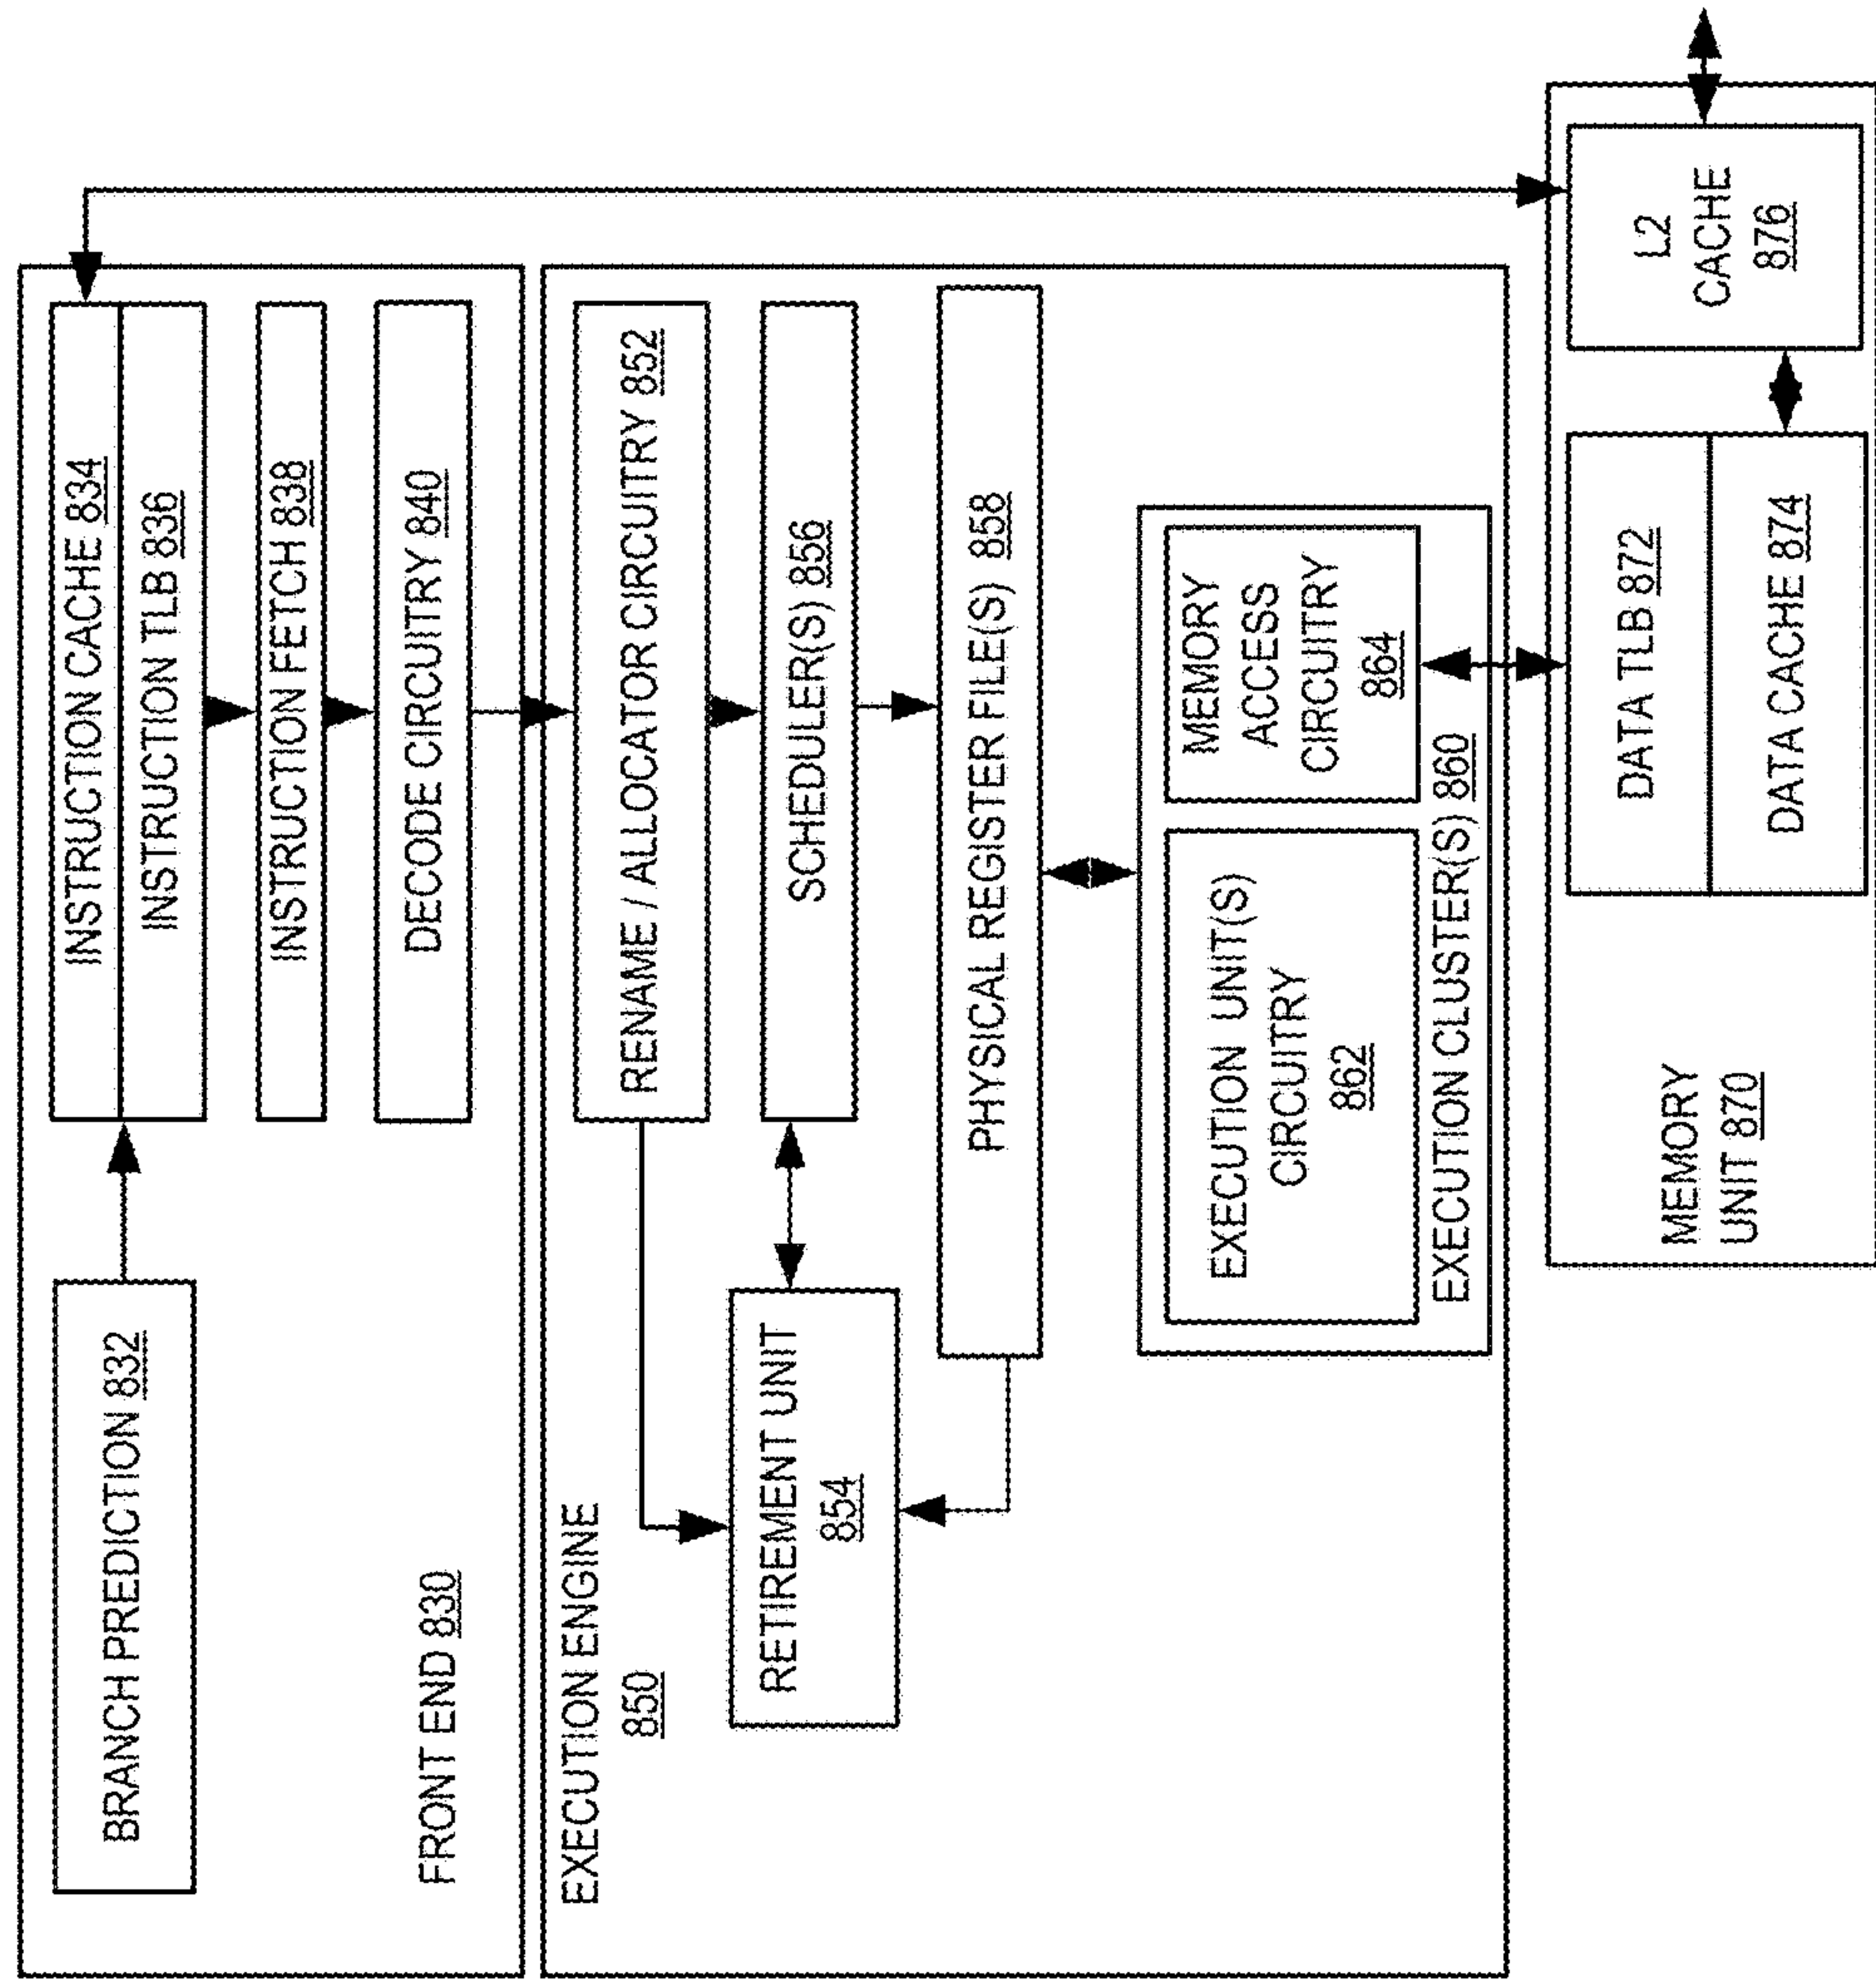 BRANCH PREDICTION 832
INSTRUCTION CACHE 834
INSTRUCTION TLB 836
INSTRUCTION FETCH 838
DECODE CIRCUITRY 840
FRONT END 830
EXECUTION ENGINE
850
RENAME / ALLOCATOR CIRCUITRY 852
RETIREMENT UNIT
854
SCHEDULER(S) 856
PHYSICAL REGISTER FILE(S) 858
EXECUTION UNIT(S)
CIRCUITRY
862
MEMORY
ACCESS
CIRCUITRY
864
EXECUTION CLUSTER(S) 860
MEMORY
UNIT 870
DATA TLB 872
DATA CACHE 874
L2
CACHE
876